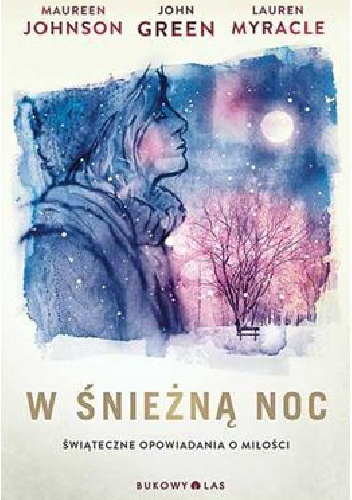 MAUREEN JOHN LAUREN
JOHNSON GREEN MYRACLE
W ŚNIEŻNĄ NOC
ŚWIĄTECZNE OPOWIADANIA O MIŁOŚCI
BUKOWY LAS